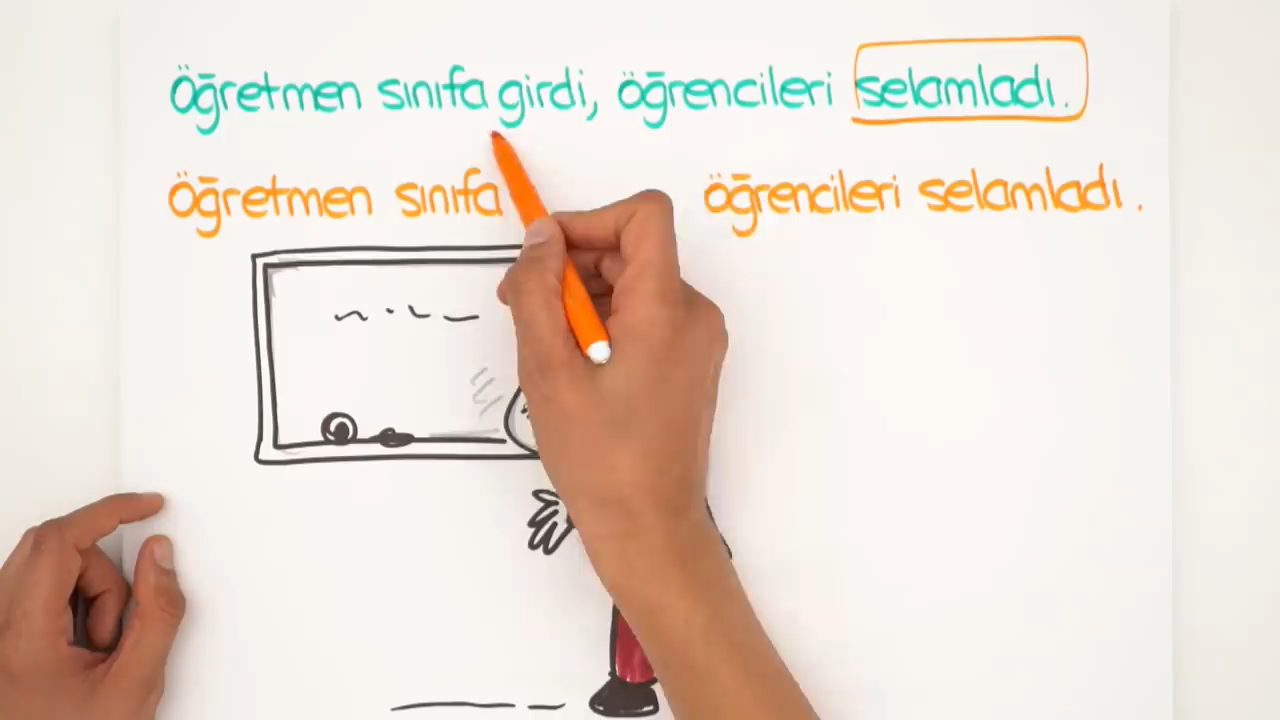 Öğretmen sınıfa girdi, öğrencileri selamladı.
Öğretmen sınıfa öğrencileri selamladı.